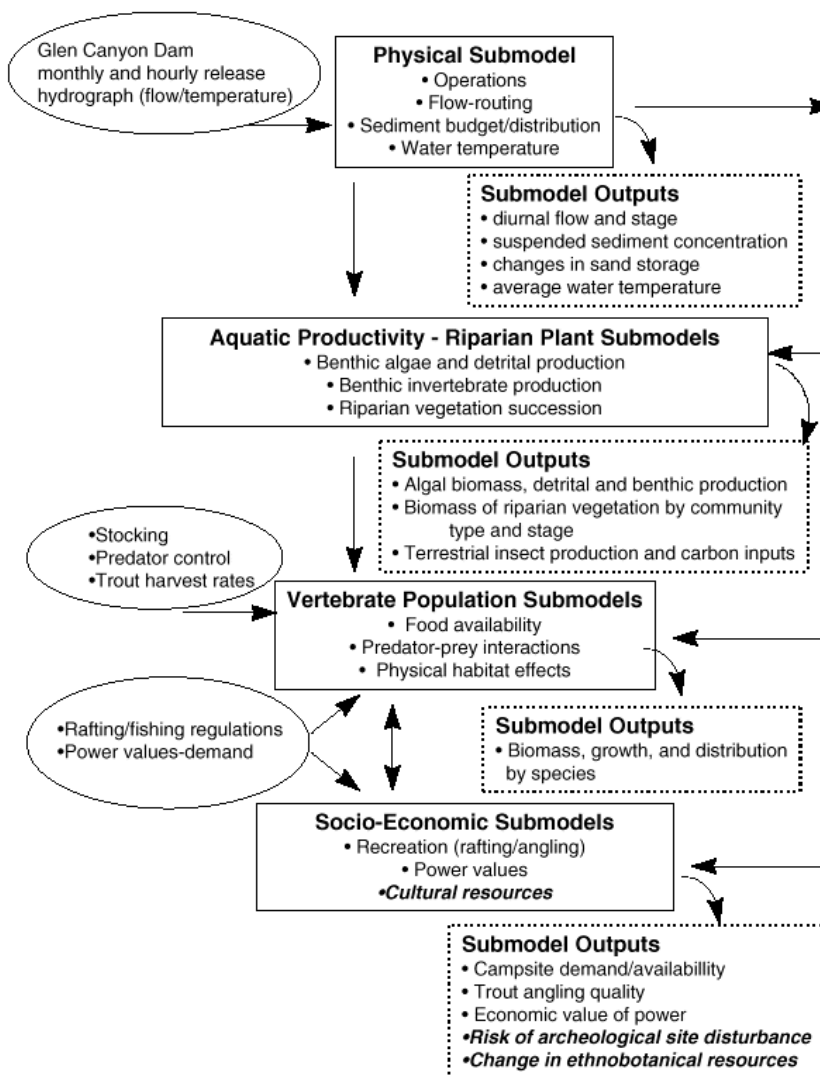 Glen Canyon Dam
monthly and hourly release
hydrograph (flow/temperature)
Physical Submodel
• Operations
• Flow-routing
• Sediment budget/distribution
• Water temperature
Submodel Outputs
• diurnal flow and stage
• suspended sediment concentration
• changes in sand storage
• average water temperature
Aquatic Productivity - Riparian Plant Submodels
• Benthic algae and detrital production
• Benthic invertebrate production
• Riparian vegetation succession
Submodel Outputs
• Algal biomass, detrital and benthic production
• Biomass of riparian vegetation by community
type and stage
• Terrestrial insect production and carbon inputs
•Stocking
•Predator control
•Trout harvest rates
Vertebrate Population Submodels
• Food availability
• Predator-prey interactions
• Physical habitat effects
Submodel Outputs
• Biomass, growth, and distribution
by species
•Rafting/fishing regulations
•Power values-demand
Socio-Economic Submodels
• Recreation (rafting/angling)
• Power values
•Cultural resources
Submodel Outputs
• Campsite demand/availabillity
• Trout angling quality
• Economic value of power
•Risk of archeological site disturbance
•Change in ethnobotanical resources